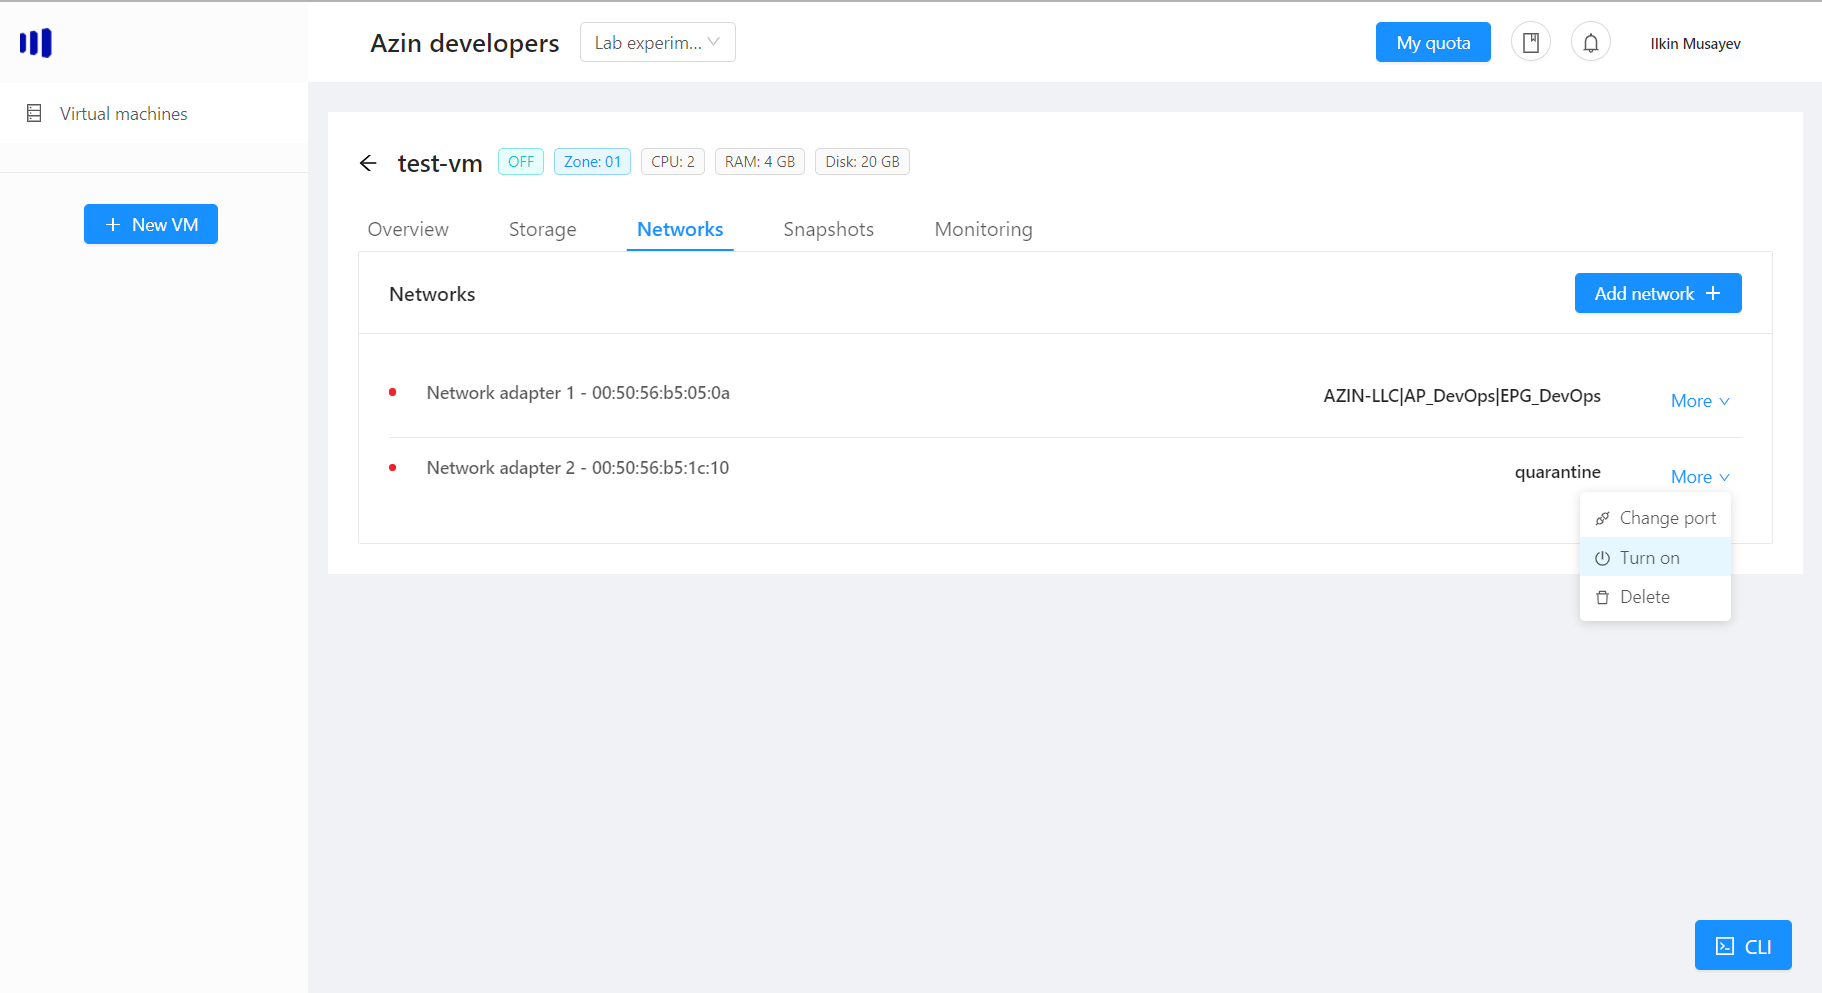 Azin developers
Lab experim...
My quota
Ilkin Musayev
Virtual machines
New VM
test-vm
OFF
Zone: 01
CPU: 2
RAM: 4 GB
Disk: 20 GB
Overview
Storage
Networks
Snapshots
Monitoring
Networks
Add network
Network adapter 1 - 00:50:56:b5:05:0a
AZIN-LLC|AP_DevOps|EPG_DevOps
More
Network adapter 2 - 00:50:56:b5:1c:10
quarantine
More
Change port
Turn on
Delete
CLI